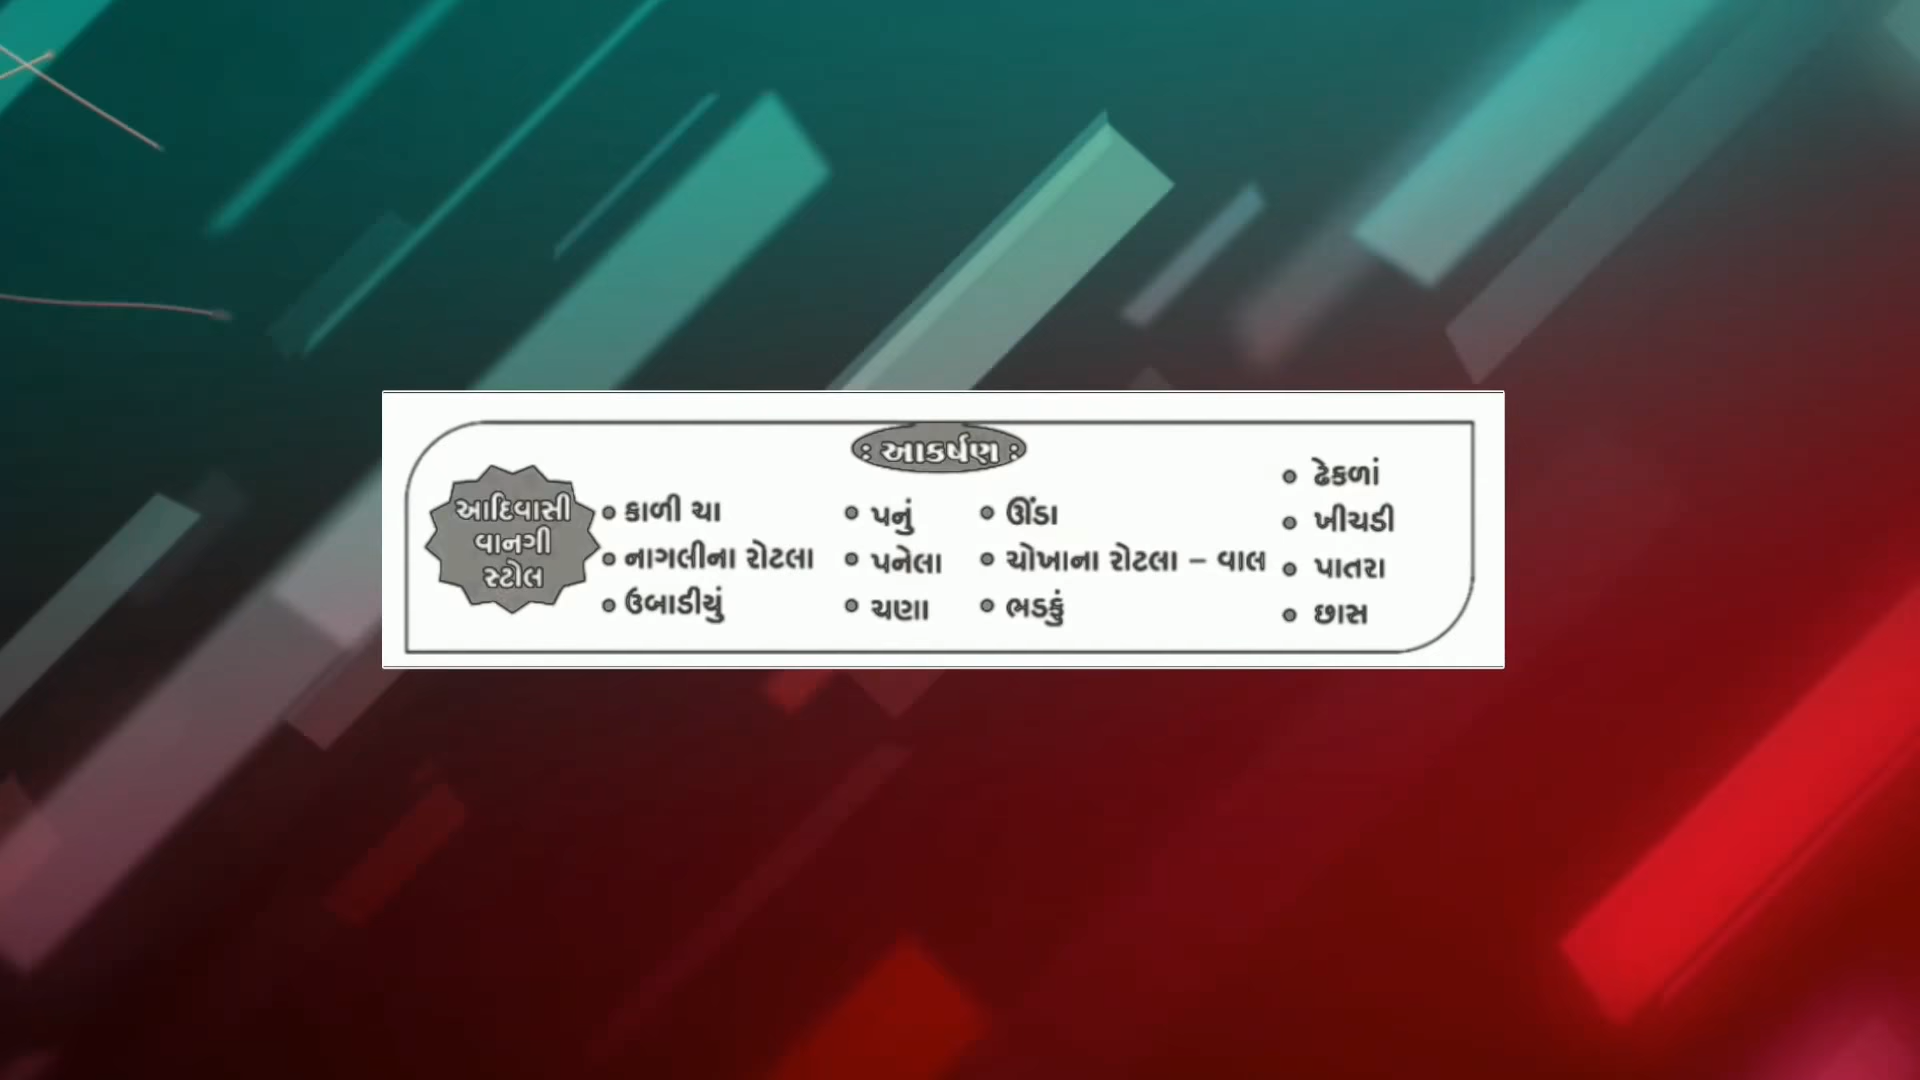 : આકર્ષણ :
આદિવાસી
વાનગી
સ્ટોલ
• કાળી ચા
• નાગલીના રોટલા
• ઉબાડીયું
• પનું
• પનેલા
• ચણા
• ઊંડા
• ચોખાના રોટલા – વાલ
• ભડકું
• ઢેકળાં
• ખીચડી
• પાતરા
• છાસ